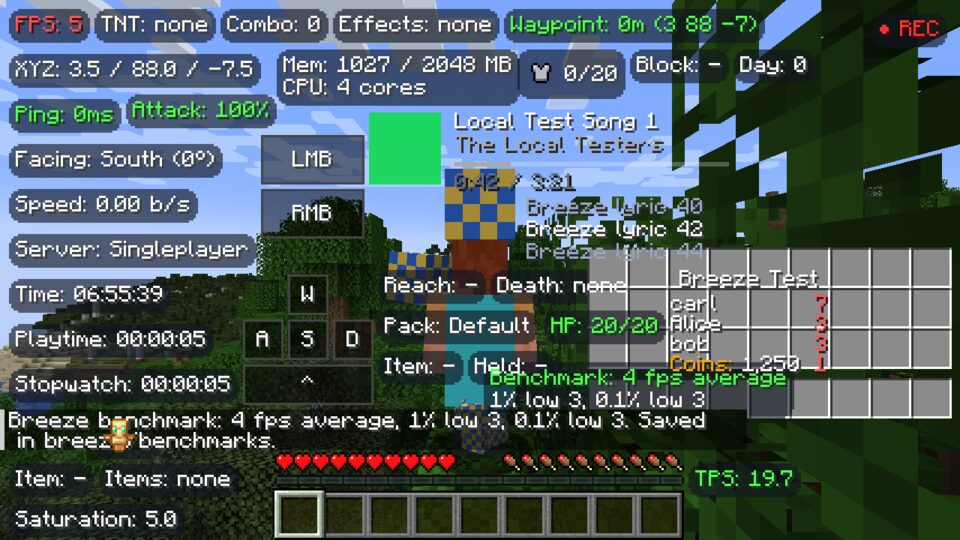 FPS: 5 TNT: none Combo: 0 Effects: none Waypoint: 0m (3 88 -7)
REC
XYZ: 3.5 / 88.0 / -7.5
Mem: 1027 / 2048 MB
CPU: 4 cores
0/20
Block: - Day: 0
Ping: 0ms Attack: 100%
Local Test Song 1
The Local Testers
0:42 / 3:21
Breeze lyric 40
Breeze lyric 42
Breeze lyric 44
Facing: South (0°)
LMB
Speed: 0.00 b/s
RMB
Server: Singleplayer
Time: 06:55:39
W
Reach: - Death: none
Breeze Test
carl 7
Alice 3
bob 3
Coins: 1,250 1
Playtime: 00:00:05
A S D
Pack: Default HP: 20/20
Item: - Held: -
Stopwatch: 00:00:05
^
Benchmark: 4 fps average
1% low 3, 0.1% low 3
Breeze benchmark: 4 fps average, 1% low 3, 0.1% low 3. Saved
in breeze benchmarks.
Item: - Items: none
TPS: 19.7
Saturation: 5.0